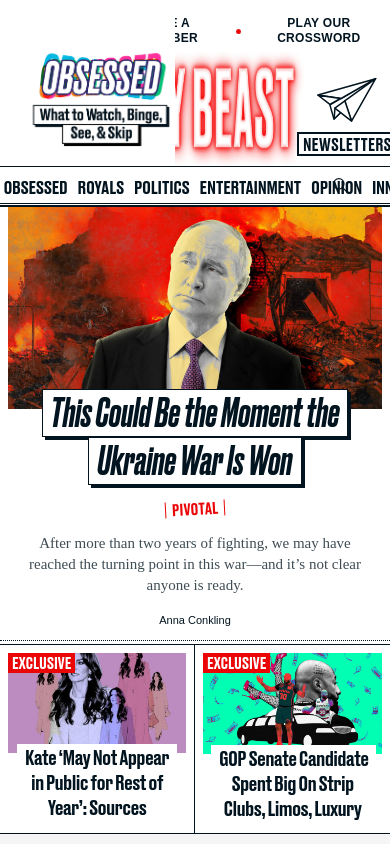 E A
BER
PLAY OUR
CROSSWORD
OBSESSED
What to Watch, Binge,
See, & Skip
Y BEAST
NEWSLETTERS
OBSESSED ROYALS POLITICS ENTERTAINMENT OPINION INN
This Could Be the Moment the
Ukraine War Is Won
PIVOTAL
After more than two years of fighting, we may have
reached the turning point in this war—and it’s not clear
anyone is ready.
Anna Conkling
EXCLUSIVE
Kate ‘May Not Appear
in Public for Rest of
Year’: Sources
EXCLUSIVE
GOP Senate Candidate
Spent Big On Strip
Clubs, Limos, Luxury